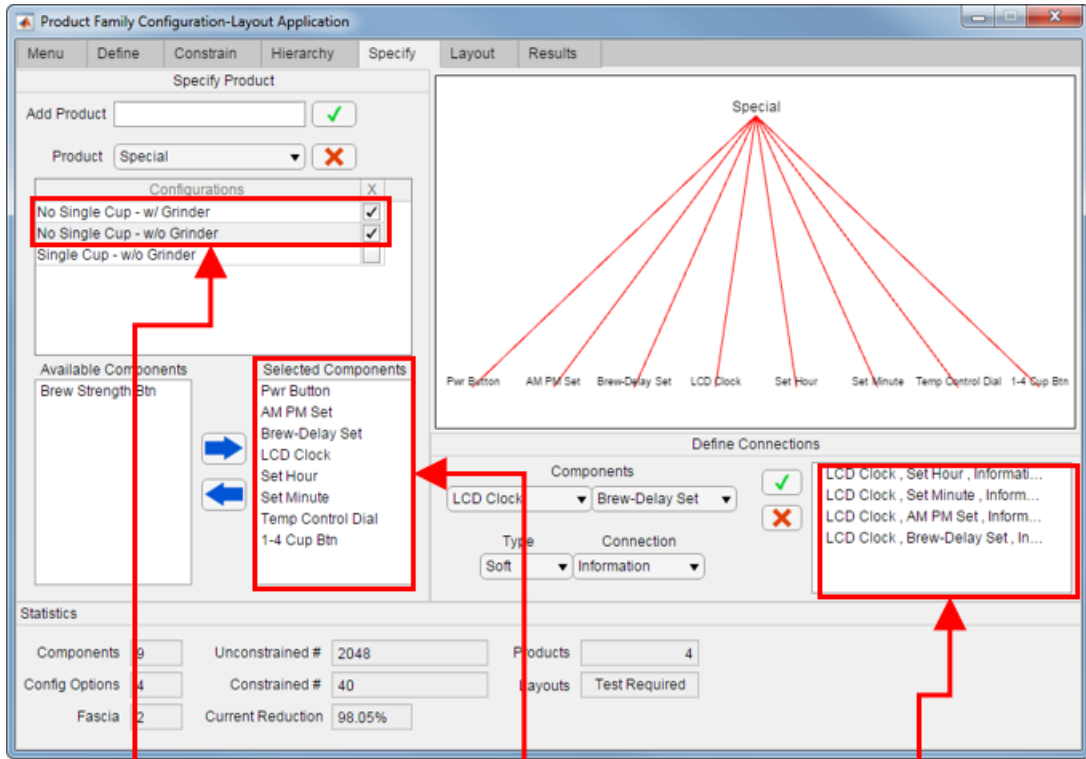 Product Family Configuration-Layout Application
Menu Define Constrain Hierarchy Specify Layout Results
Specify Product
Add Product
Product Special
Configurations X
No Single Cup - w/ Grinder
No Single Cup - w/o Grinder
Single Cup - w/o Grinder
Available Components
Brew Strength Btn
Selected Components
Pwr Button
AM PM Set
Brew-Delay Set
LCD Clock
Set Hour
Set Minute
Temp Control Dial
1-4 Cup Btn
Special
Pwr Button AM PM Set Brew-Delay Set LCD Clock Set Hour Set Minute Temp Control Dial 1-4 Cup Btn
Define Connections
Components
LCD Clock Brew-Delay Set
Type Connection
Soft Information
LCD Clock , Set Hour , Informati...
LCD Clock , Set Minute , Inform...
LCD Clock , AM PM Set , Inform...
LCD Clock , Brew-Delay Set , In...
Statistics
Components 9 Unconstrained # 2048 Products 4
Config Options 4 Constrained # 40 Layouts Test Required
Fascia 2 Current Reduction 98.05%